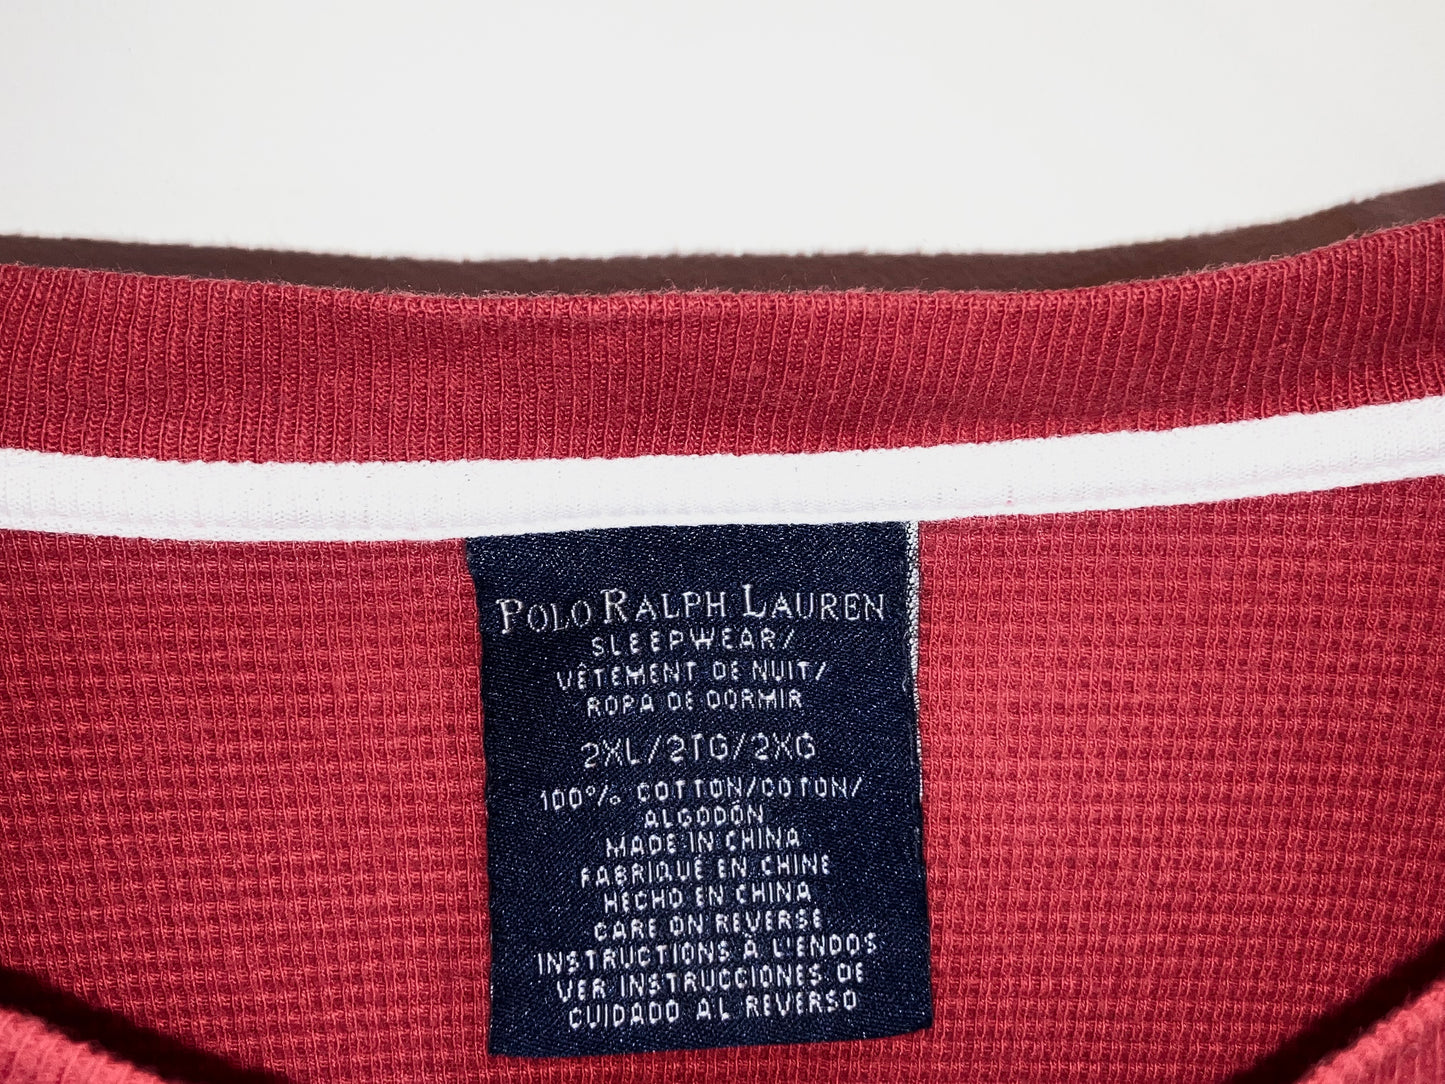 POLO RALPH LAUREN
SLEEPWEAR/
VÊTEMENT DE NUIT/
ROPA DE DORMIR
2XL/2TG/2XG
100% COTTON/COTON/
ALGODÓN
MADE IN CHINA
FABRIQUÉ EN CHINE
HECHO EN CHINA
CARE ON REVERSE
INSTRUCTIONS À L'ENDOS
VER INSTRUCCIONES DE
CUIDADO AL REVERSO